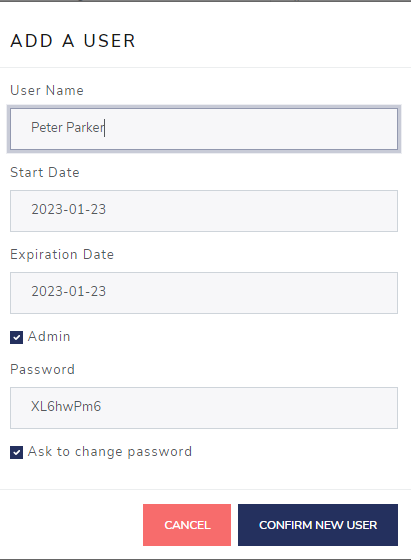 ADD A USER
User Name
Peter Parker
Start Date
2023-01-23
Expiration Date
2023-01-23
Admin
Password
XL6hwPm6
Ask to change password
CANCEL CONFIRM NEW USER